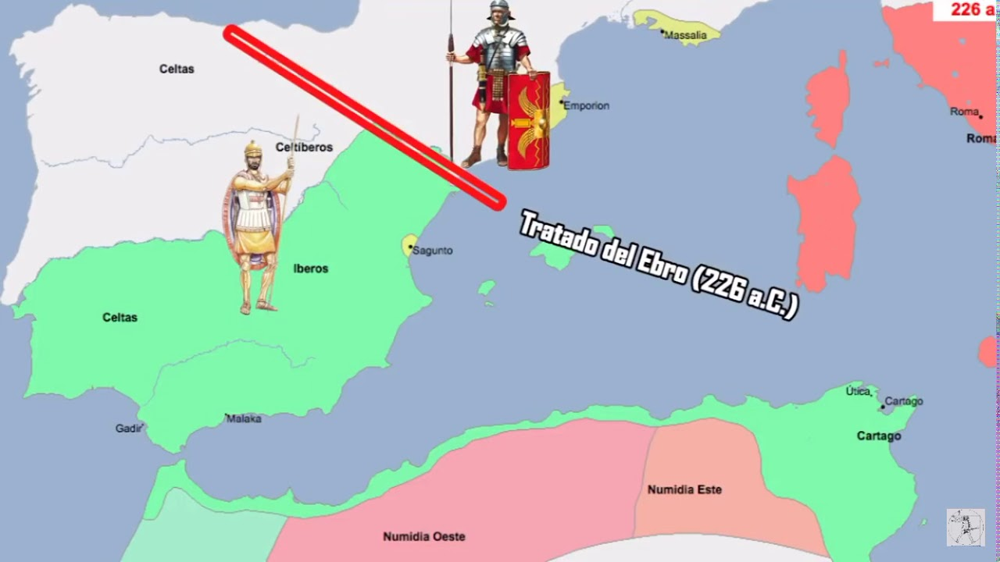 226 a
Massalia
Celtas
Emporion
Roma
Roma
Celtíberos
Tratado del Ebro (226 a.C.)
Sagunto
Iberos
Celtas
Útica
Cartago
Malaka
Gadir
Cartago
Numidia Este
Numidia Oeste